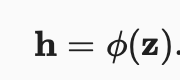 𝐡 = ϕ(𝐳).